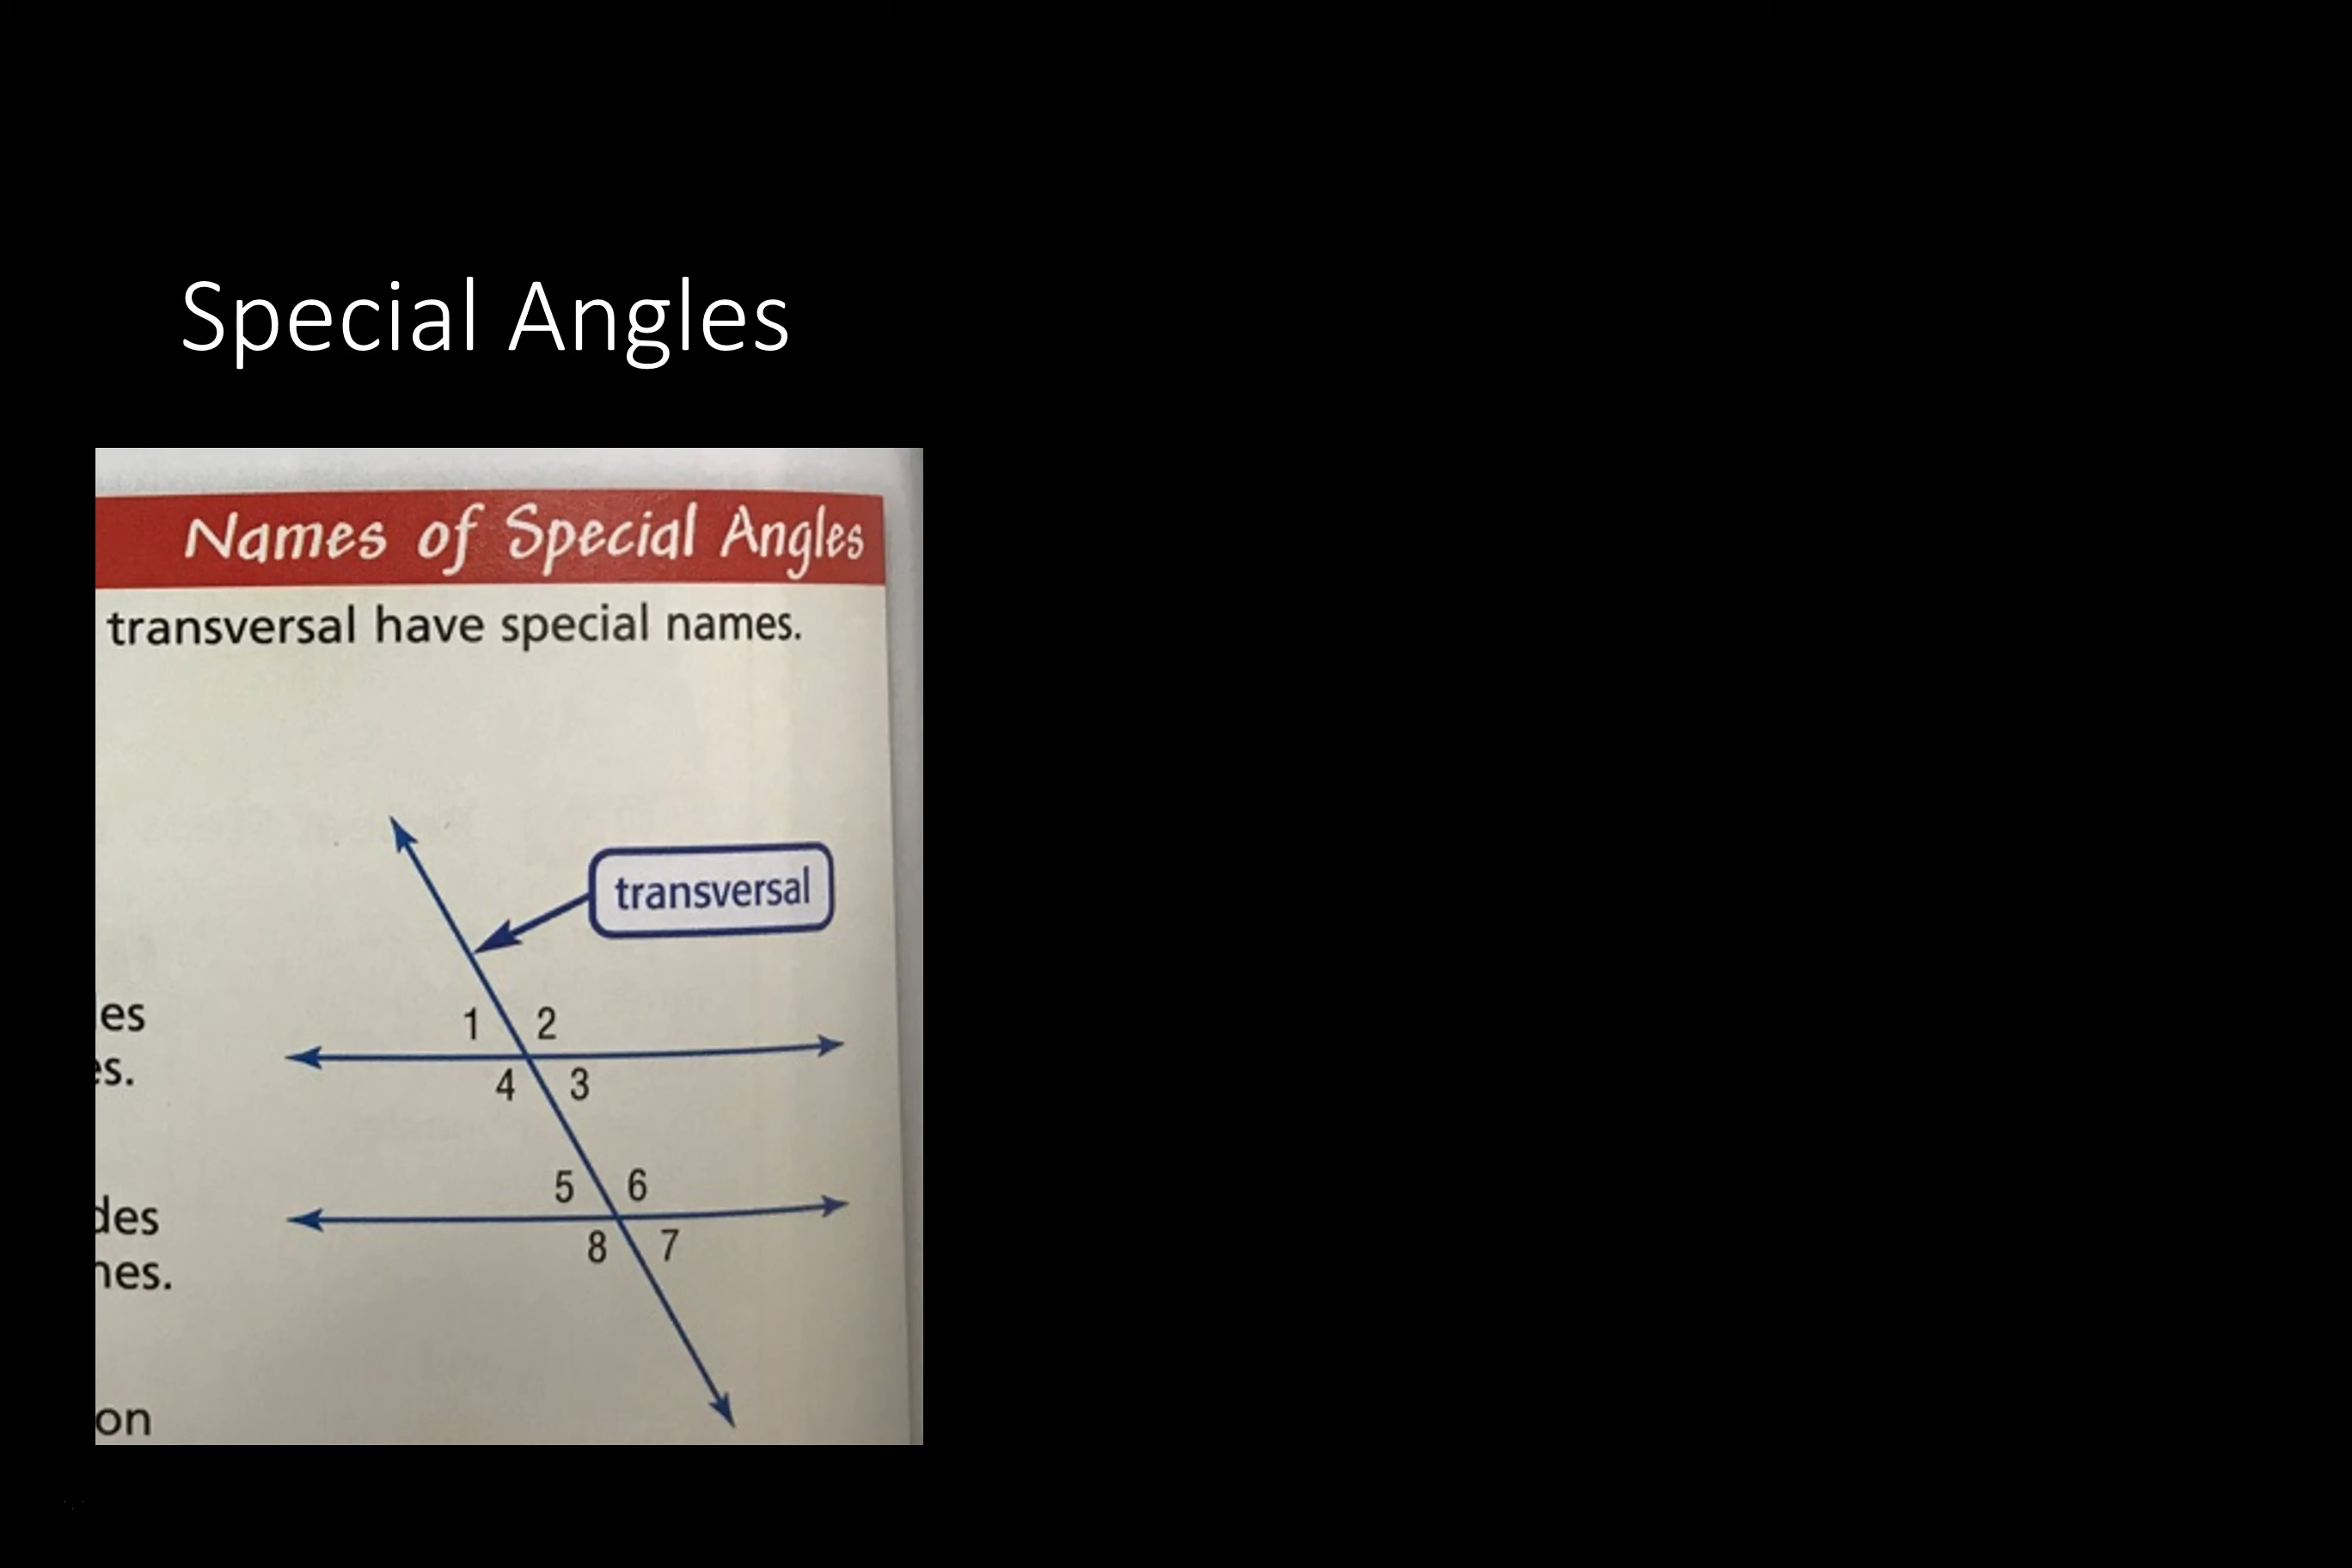 Special Angles
Names of Special Angles
transversal have special names.
transversal
1 2
es
4 3
es.
5 6
des
8 7
nes.
on